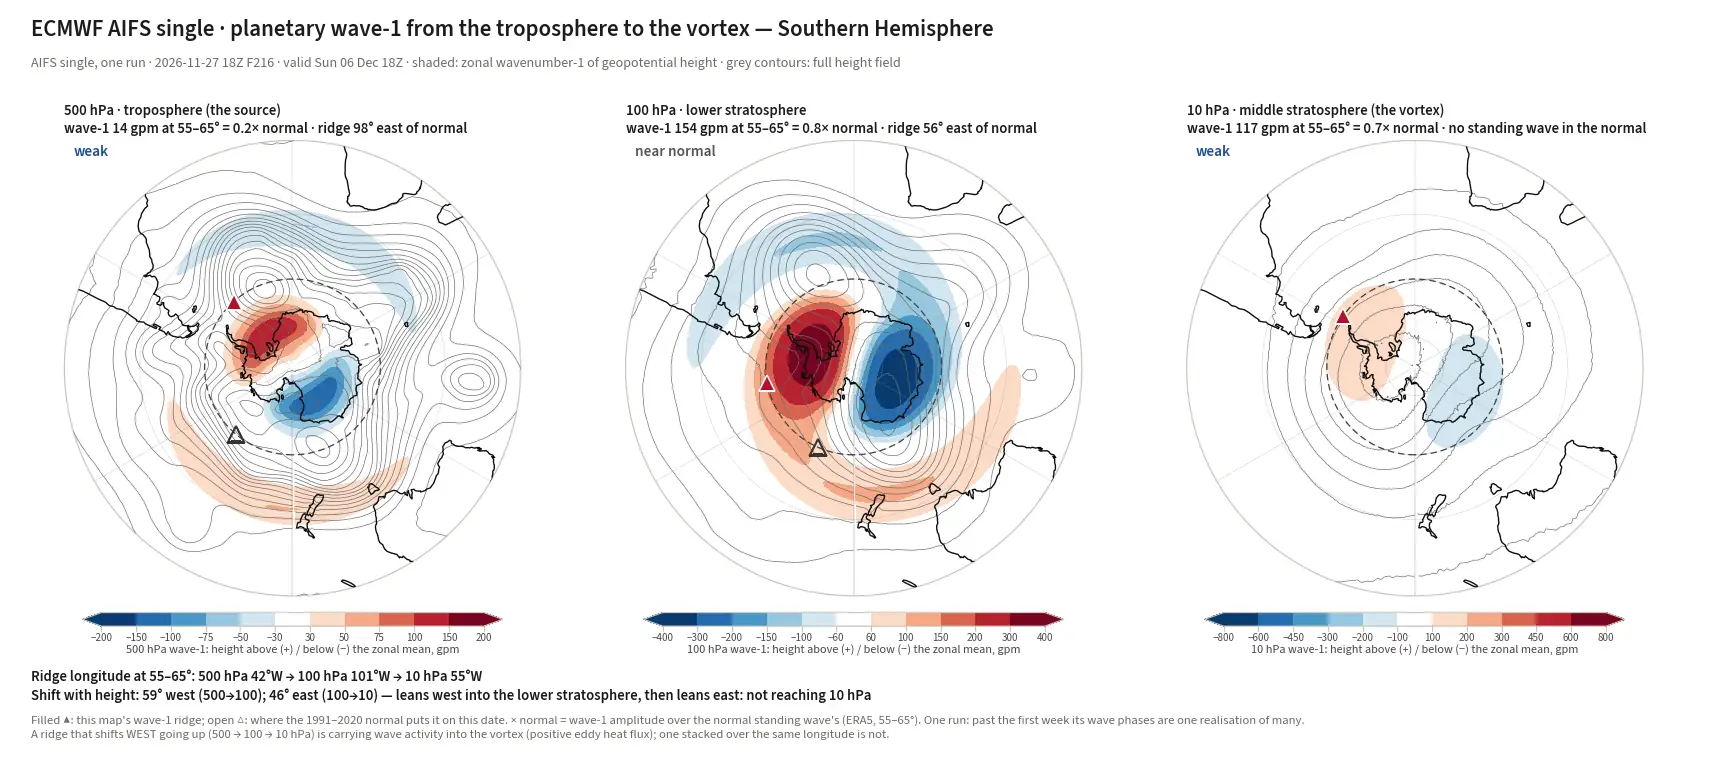 ECMWF AIFS single · planetary wave-1 from the troposphere to the vortex — Southern Hemisphere
AIFS single, one run · 2026-11-27 18Z F216 · valid Sun 06 Dec 18Z · shaded: zonal wavenumber-1 of geopotential height · grey contours: full height field
500 hPa · troposphere (the source)
wave-1 14 gpm at 55–65° = 0.2× normal · ridge 98° east of normal
weak
100 hPa · lower stratosphere
wave-1 154 gpm at 55–65° = 0.8× normal · ridge 56° east of normal
near normal
10 hPa · middle stratosphere (the vortex)
wave-1 117 gpm at 55–65° = 0.7× normal · no standing wave in the normal
weak
−200 −150 −100 −75 −50 −30 30 50 75 100 150 200
500 hPa wave-1: height above (+) / below (−) the zonal mean, gpm
−400 −300 −200 −150 −100 −60 60 100 150 200 300 400
100 hPa wave-1: height above (+) / below (−) the zonal mean, gpm
−800 −600 −450 −300 −200 −100 100 200 300 450 600 800
10 hPa wave-1: height above (+) / below (−) the zonal mean, gpm
Ridge longitude at 55–65°: 500 hPa 42°W → 100 hPa 101°W → 10 hPa 55°W
Shift with height: 59° west (500→100); 46° east (100→10) — leans west into the lower stratosphere, then leans east: not reaching 10 hPa
Filled ▲: this map's wave-1 ridge; open △: where the 1991–2020 normal puts it on this date. × normal = wave-1 amplitude over the normal standing wave's (ERA5, 55–65°). One run: past the first week its wave phases are one realisation of many.
A ridge that shifts WEST going up (500 → 100 → 10 hPa) is carrying wave activity into the vortex (positive eddy heat flux); one stacked over the same longitude is not.